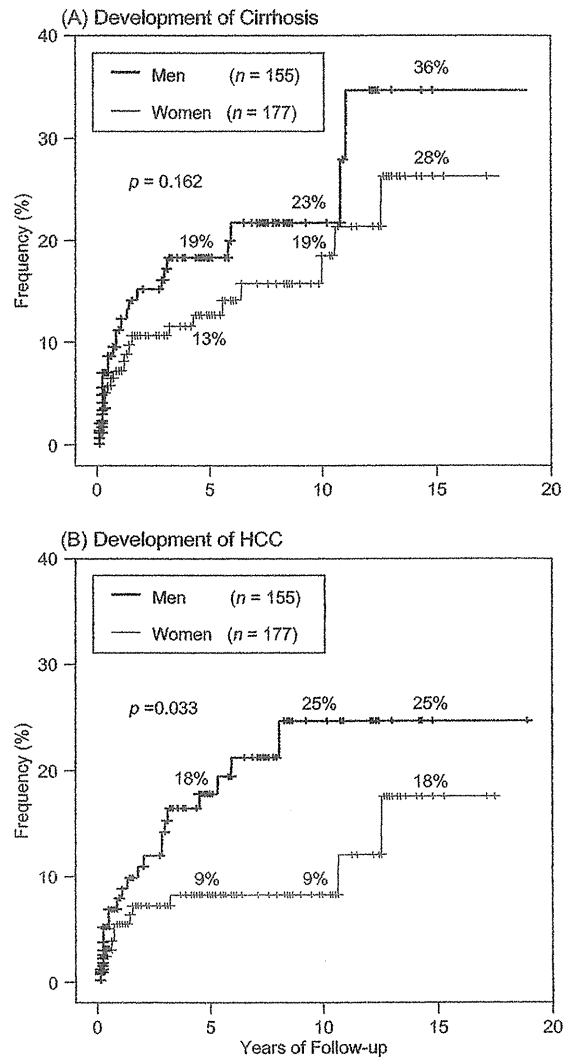 (A) Development of Cirrhosis
40
30
20
10
0
Frequency (%)
Men (n = 155)
Women (n = 177)
p = 0.162
36%
28%
23%
19%
19%
13%
0 5 10 15 20
(B) Development of HCC
40
30
20
10
0
Frequency (%)
Men (n = 155)
Women (n = 177)
p =0.033
25% 25%
18%
18%
9% 9%
0 5 10 15 20
Years of Follow-up